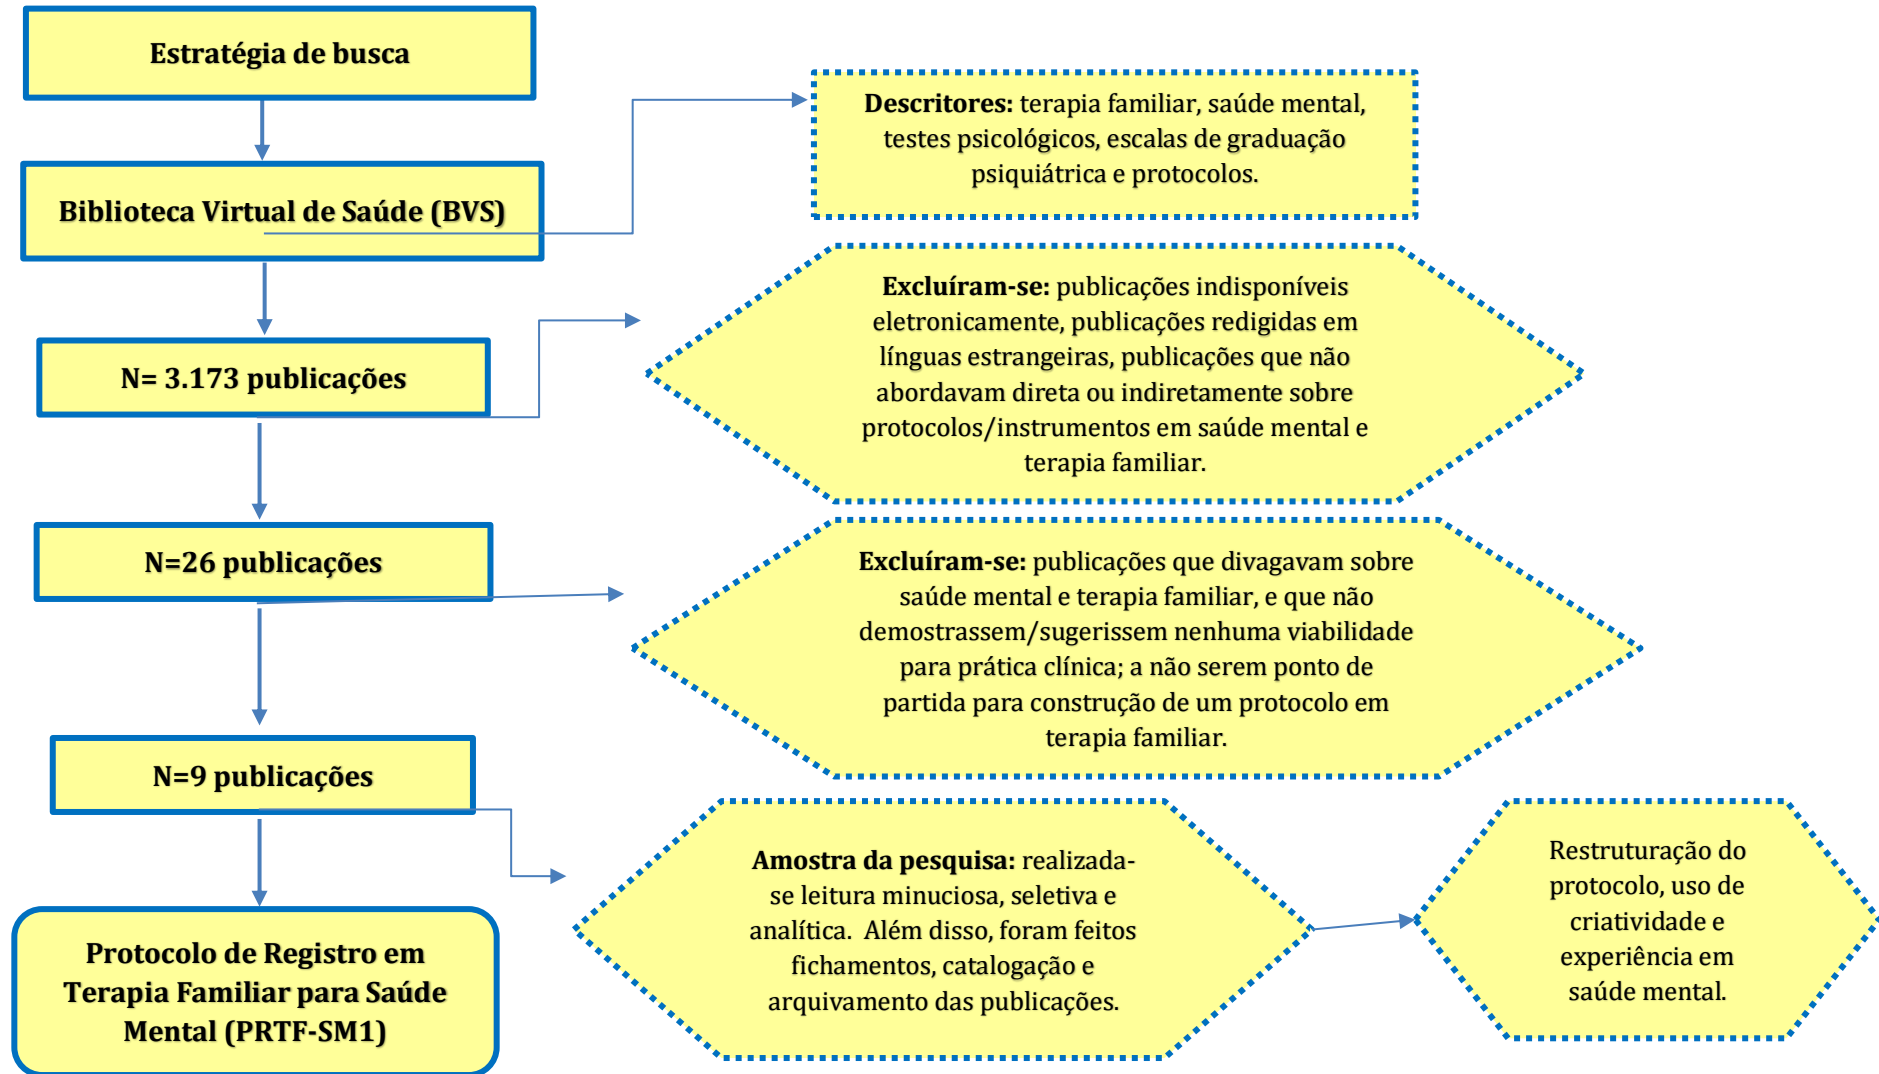 Estratégia de busca
Descritores: terapia familiar, saúde mental,
testes psicológicos, escalas de graduação
psiquiátrica e protocolos.
Biblioteca Virtual de Saúde (BVS)
Excluíram-se: publicações indisponíveis
eletronicamente, publicações redigidas em
línguas estrangeiras, publicações que não
abordavam direta ou indiretamente sobre
protocolos/instrumentos em saúde mental e
terapia familiar.
N= 3.173 publicações
N=26 publicações
Excluíram-se: publicações que divagavam sobre
saúde mental e terapia familiar, e que não
demostrassem/sugerissem nenhuma viabilidade
para prática clínica; a não serem ponto de
partida para construção de um protocolo em
terapia familiar.
N=9 publicações
Amostra da pesquisa: realizada-
se leitura minuciosa, seletiva e
analítica. Além disso, foram feitos
fichamentos, catalogação e
arquivamento das publicações.
Restruturação do
protocolo, uso de
criatividade e
experiência em
saúde mental.
Protocolo de Registro em
Terapia Familiar para Saúde
Mental (PRTF-SM1)